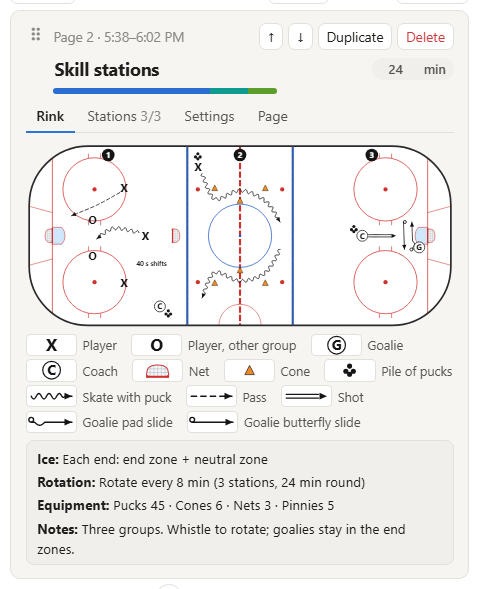 Page 2 · 5:38–6:02 PM
↑
↓
Duplicate
Delete
Skill stations
24 min
Rink
Stations 3/3
Settings
Page
1
2
3
X
X
O
X
O
X
40 s shifts
C
C
G
X Player
O Player, other group
G Goalie
C Coach
Net
Cone
Pile of pucks
Skate with puck
Pass
Shot
Goalie pad slide
Goalie butterfly slide
Ice: Each end: end zone + neutral zone
Rotation: Rotate every 8 min (3 stations, 24 min round)
Equipment: Pucks 45 · Cones 6 · Nets 3 · Pinnies 5
Notes: Three groups. Whistle to rotate; goalies stay in the end
zones.